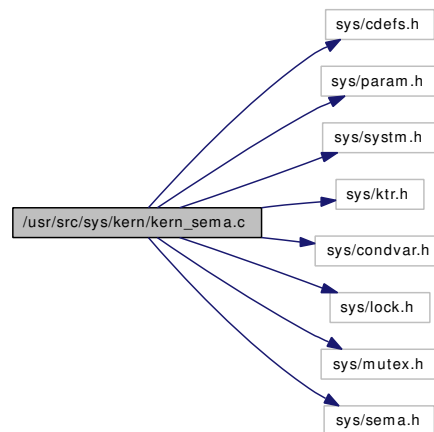 sys/cdefs.h
sys/param.h
sys/systm.h
sys/ktr.h
/usr/src/sys/kern/kern_sema.c
sys/condvar.h
sys/lock.h
sys/mutex.h
sys/sema.h